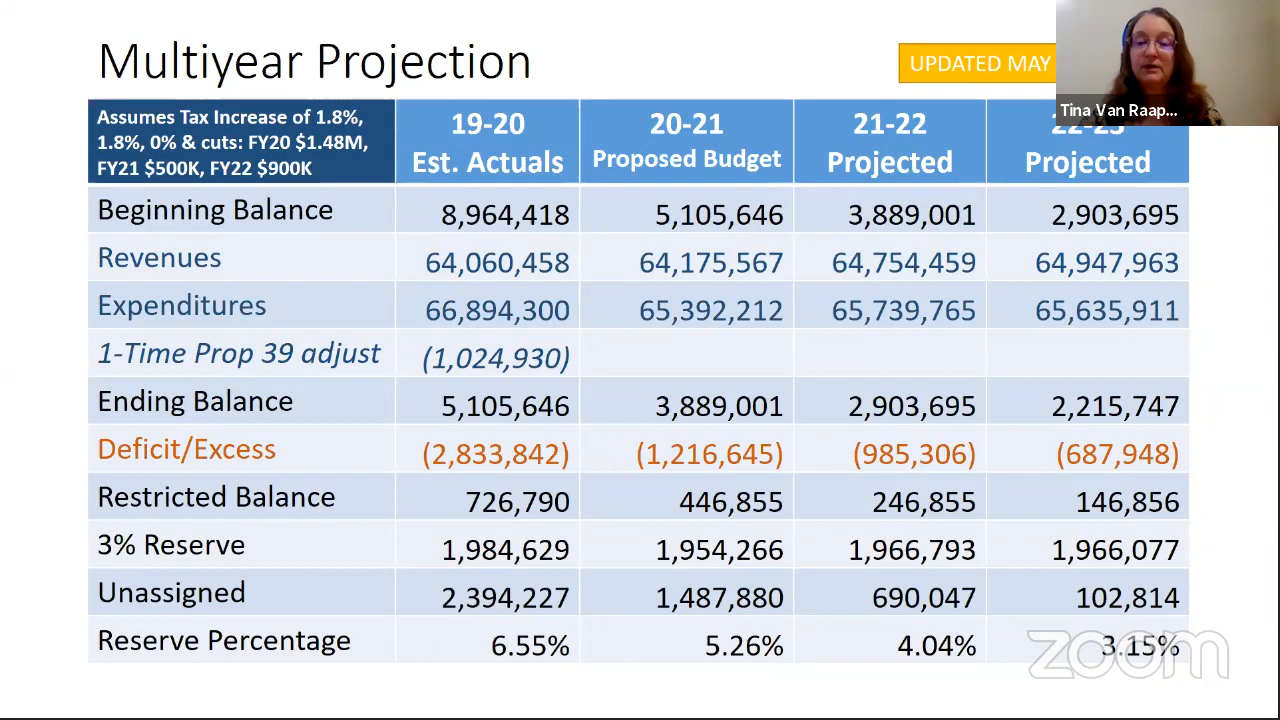 Multiyear Projection
UPDATED MAY
Tina Van Raap...
Assumes Tax Increase of 1.8%,
1.8%, 0% & cuts: FY20 $1.48M,
FY21 $500K, FY22 $900K
19-20
Est. Actuals
20-21
Proposed Budget
21-22
Projected
22-23
Projected
Beginning Balance 8,964,418 5,105,646 3,889,001 2,903,695
Revenues 64,060,458 64,175,567 64,754,459 64,947,963
Expenditures 66,894,300 65,392,212 65,739,765 65,635,911
1-Time Prop 39 adjust (1,024,930)
Ending Balance 5,105,646 3,889,001 2,903,695 2,215,747
Deficit/Excess (2,833,842) (1,216,645) (985,306) (687,948)
Restricted Balance 726,790 446,855 246,855 146,856
3% Reserve 1,984,629 1,954,266 1,966,793 1,966,077
Unassigned 2,394,227 1,487,880 690,047 102,814
Reserve Percentage 6.55% 5.26% 4.04% 3.15%
zoom